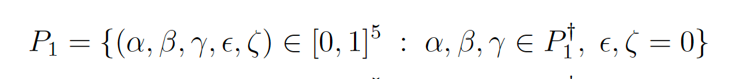 P₁ = {(α, β, γ, ϵ, ζ) ∈ [0, 1]⁵ : α, β, γ ∈ P₁†, ϵ, ζ = 0}